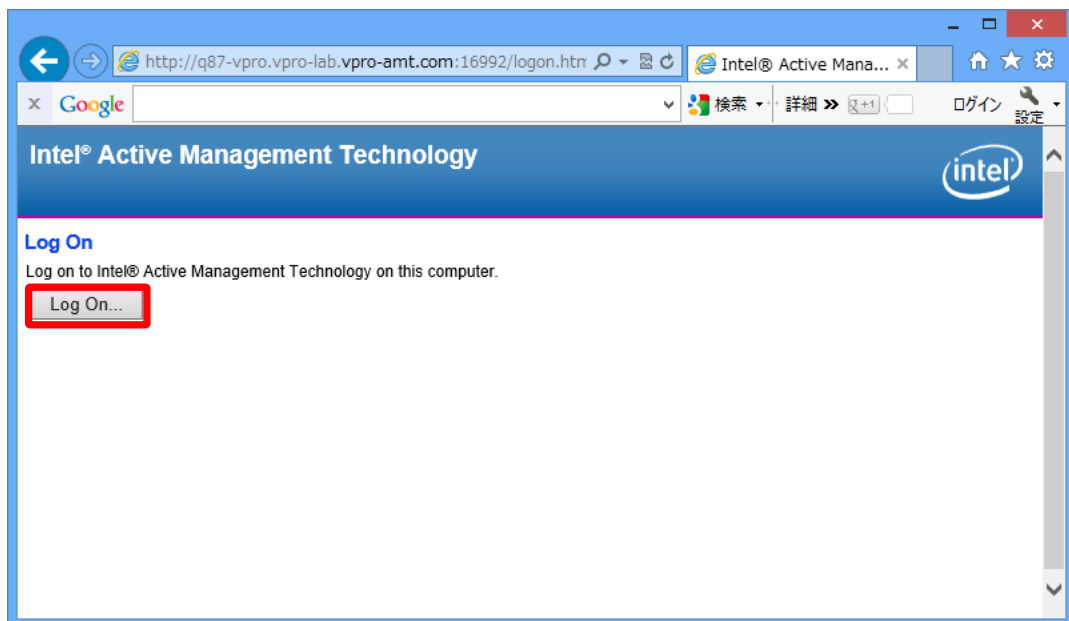 http://q87-vpro.vpro-lab.vpro-amt.com:16992/logon.htm
Intel® Active Mana...
x Google
検索
詳細 »
g+1
ログイン
設定
Intel® Active Management Technology
intel
Log On
Log on to Intel® Active Management Technology on this computer.
Log On...